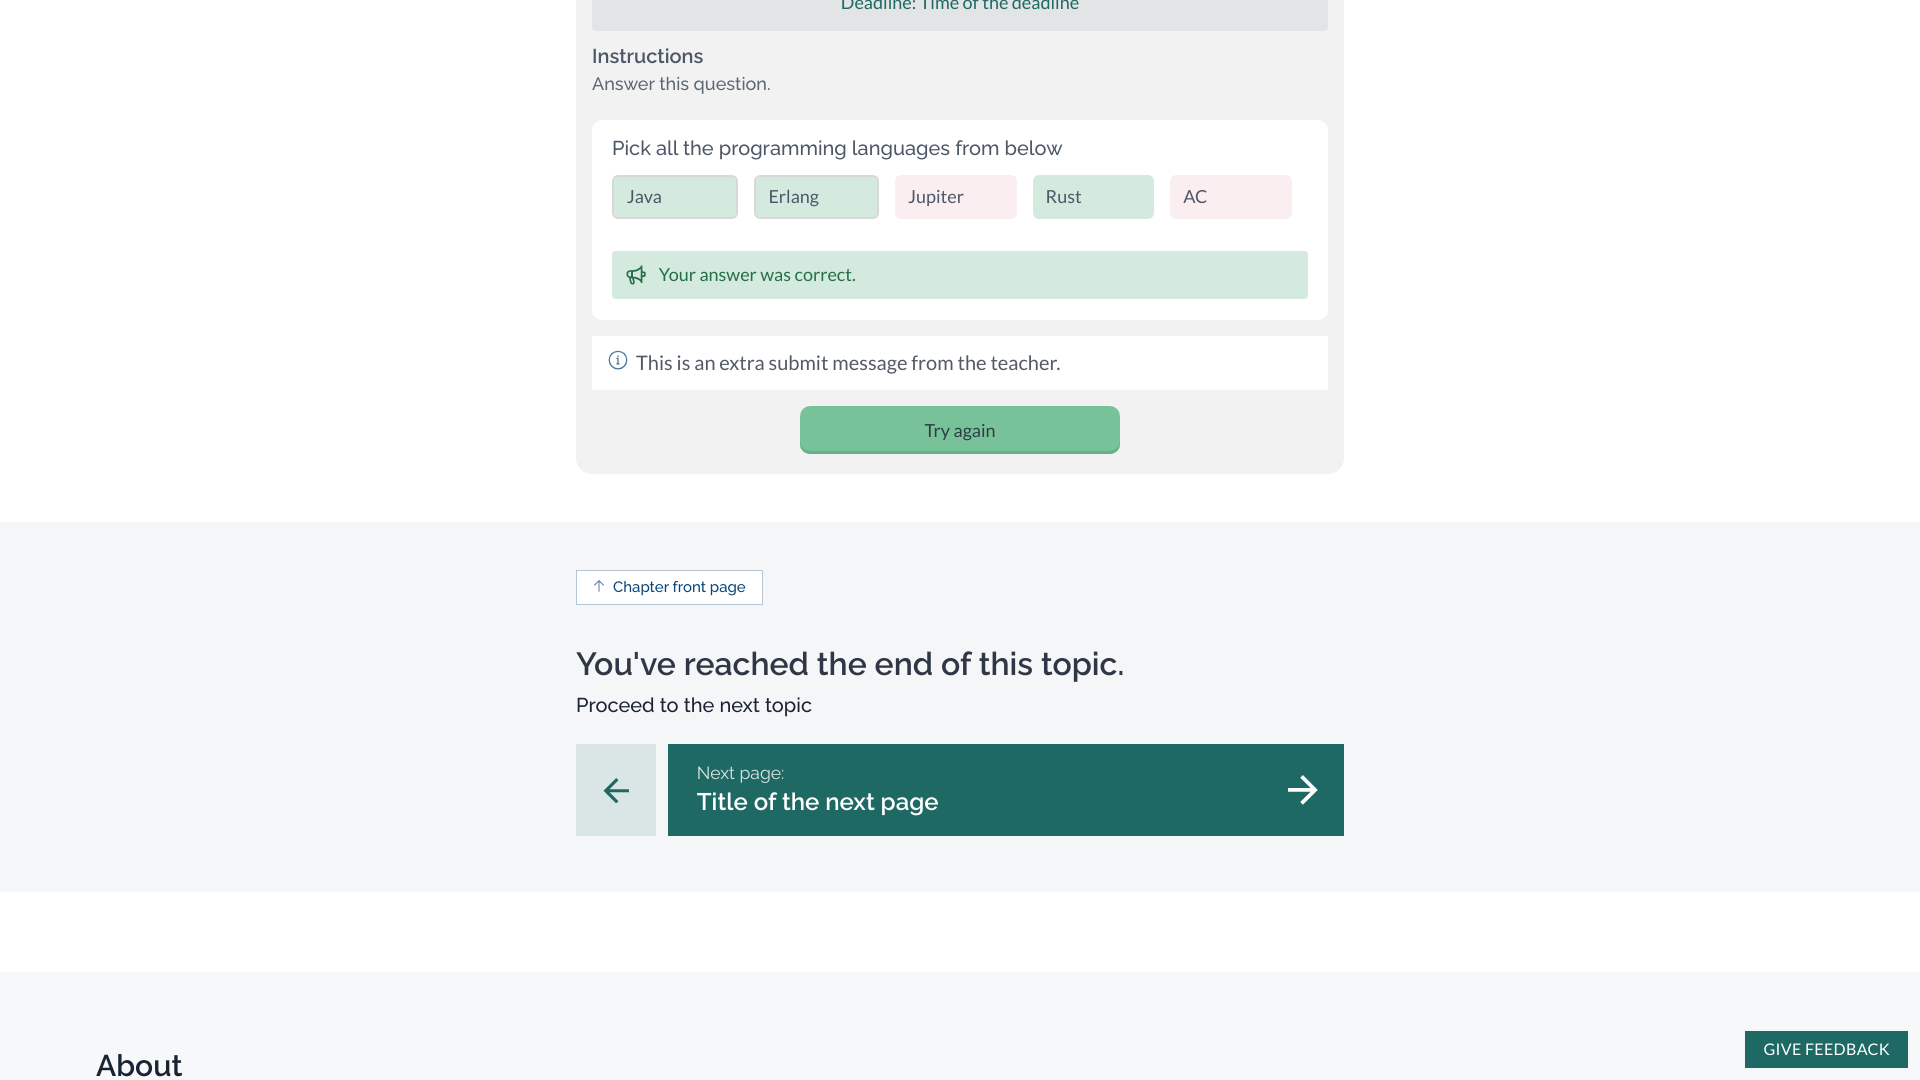 Deadline: Time of the deadline
Instructions
Answer this question.
Pick all the programming languages from below
Java
Erlang
Jupiter
Rust
AC
Your answer was correct.
This is an extra submit message from the teacher.
Try again
Chapter front page
You've reached the end of this topic.
Proceed to the next topic
Next page:
Title of the next page
GIVE FEEDBACK
About